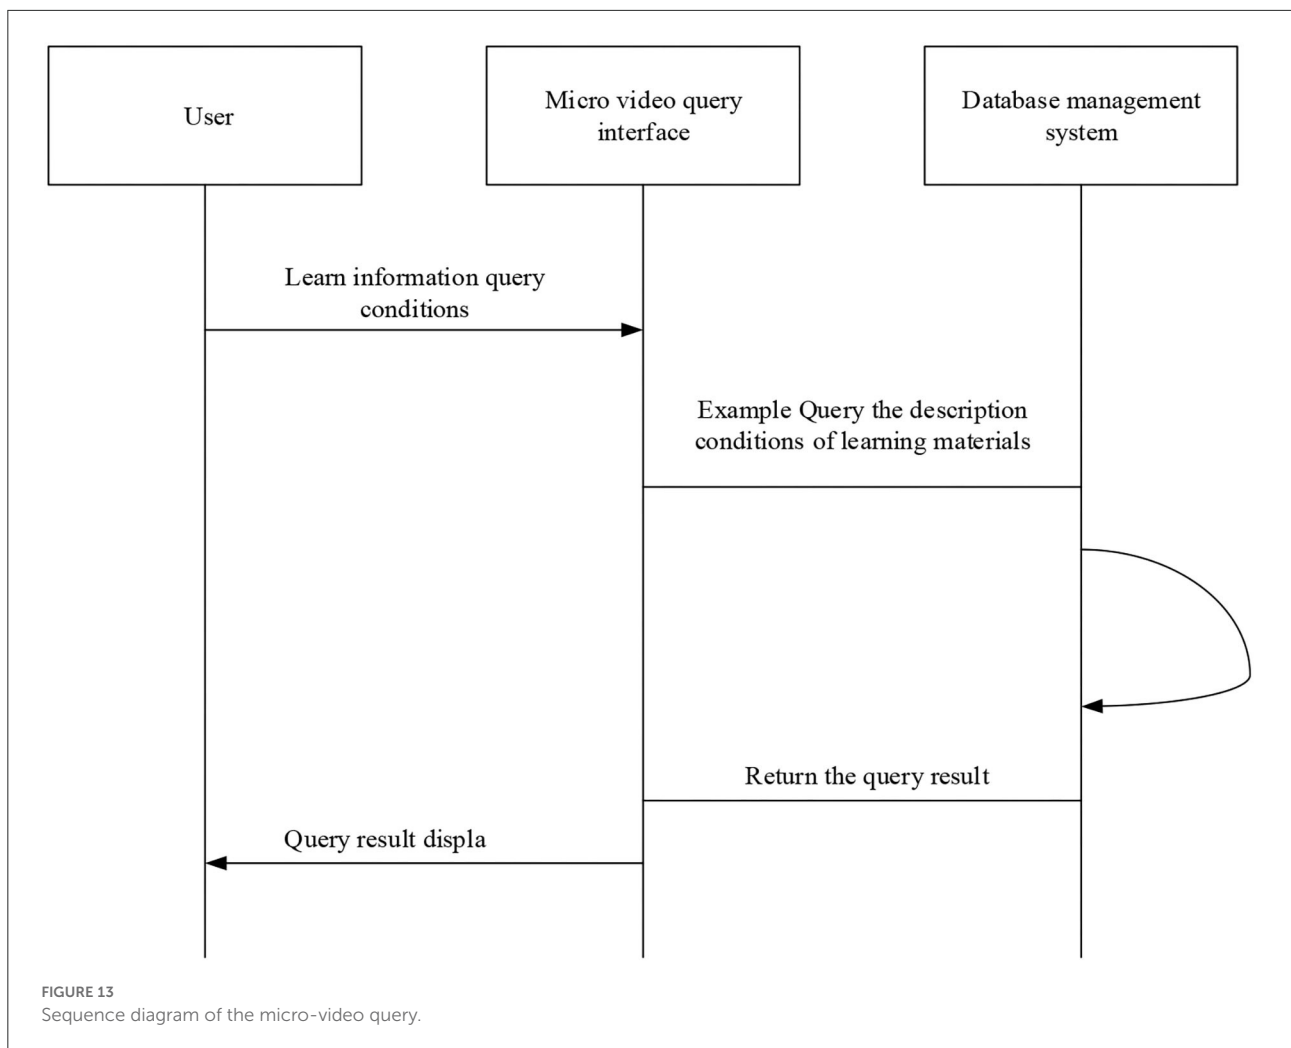 User
Micro video query
interface
Database management
system
Learn information query
conditions
Example Query the description
conditions of learning materials
Return the query result
Query result displa
FIGURE 13
Sequence diagram of the micro-video query.